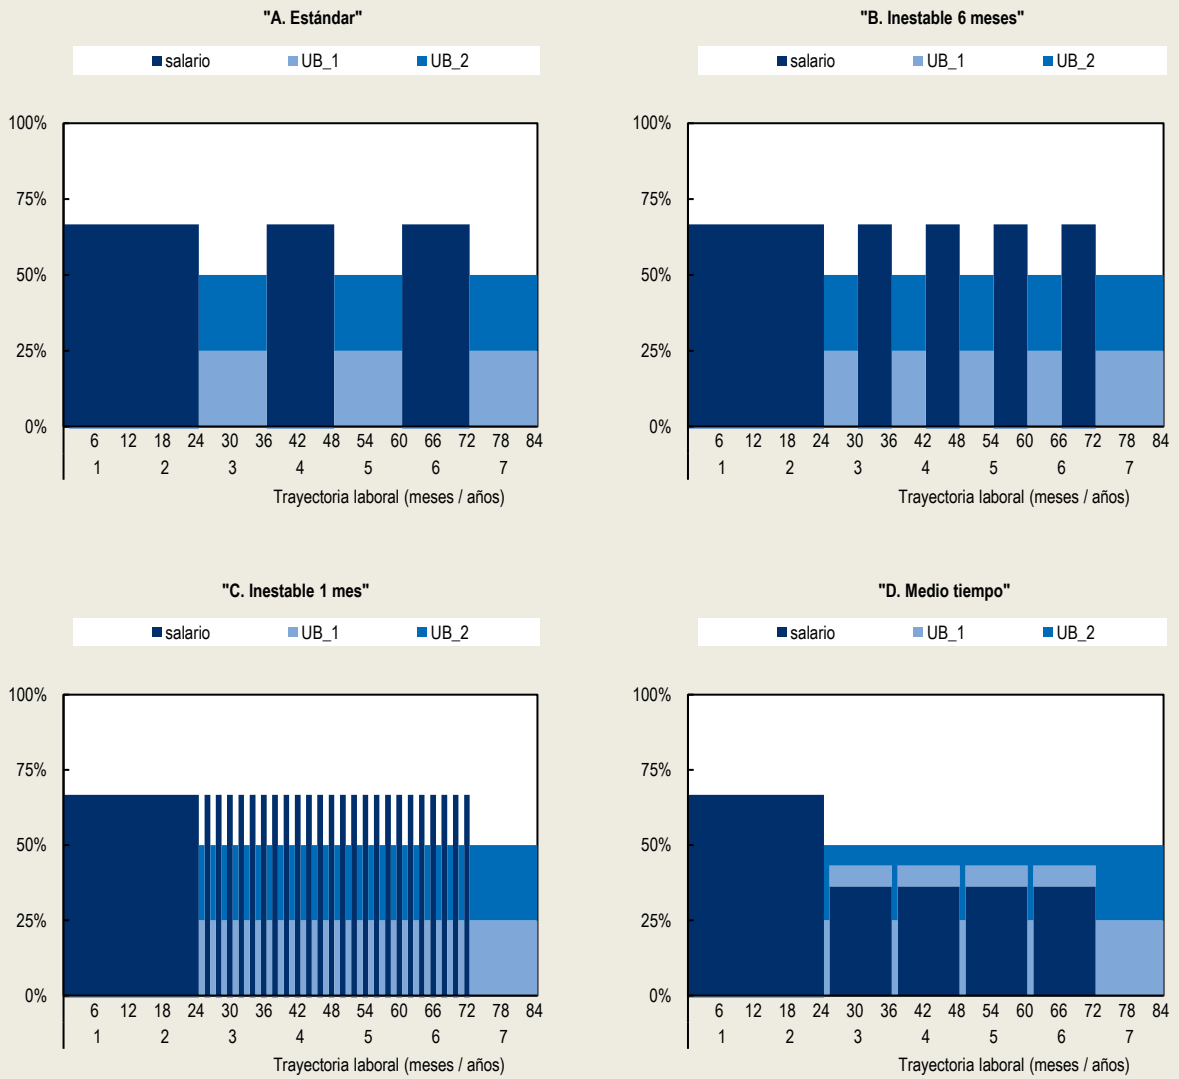 "A. Estándar"
salario UB_1 UB_2
100%
75%
50%
25%
0%
6 12 18 24 30 36 42 48 54 60 66 72 78 84
1 2 3 4 5 6 7
Trayectoria laboral (meses / años)
"B. Inestable 6 meses"
salario UB_1 UB_2
100%
75%
50%
25%
0%
6 12 18 24 30 36 42 48 54 60 66 72 78 84
1 2 3 4 5 6 7
Trayectoria laboral (meses / años)
"C. Inestable 1 mes"
salario UB_1 UB_2
100%
75%
50%
25%
0%
6 12 18 24 30 36 42 48 54 60 66 72 78 84
1 2 3 4 5 6 7
Trayectoria laboral (meses / años)
"D. Medio tiempo"
salario UB_1 UB_2
100%
75%
50%
25%
0%
6 12 18 24 30 36 42 48 54 60 66 72 78 84
1 2 3 4 5 6 7
Trayectoria laboral (meses / años)